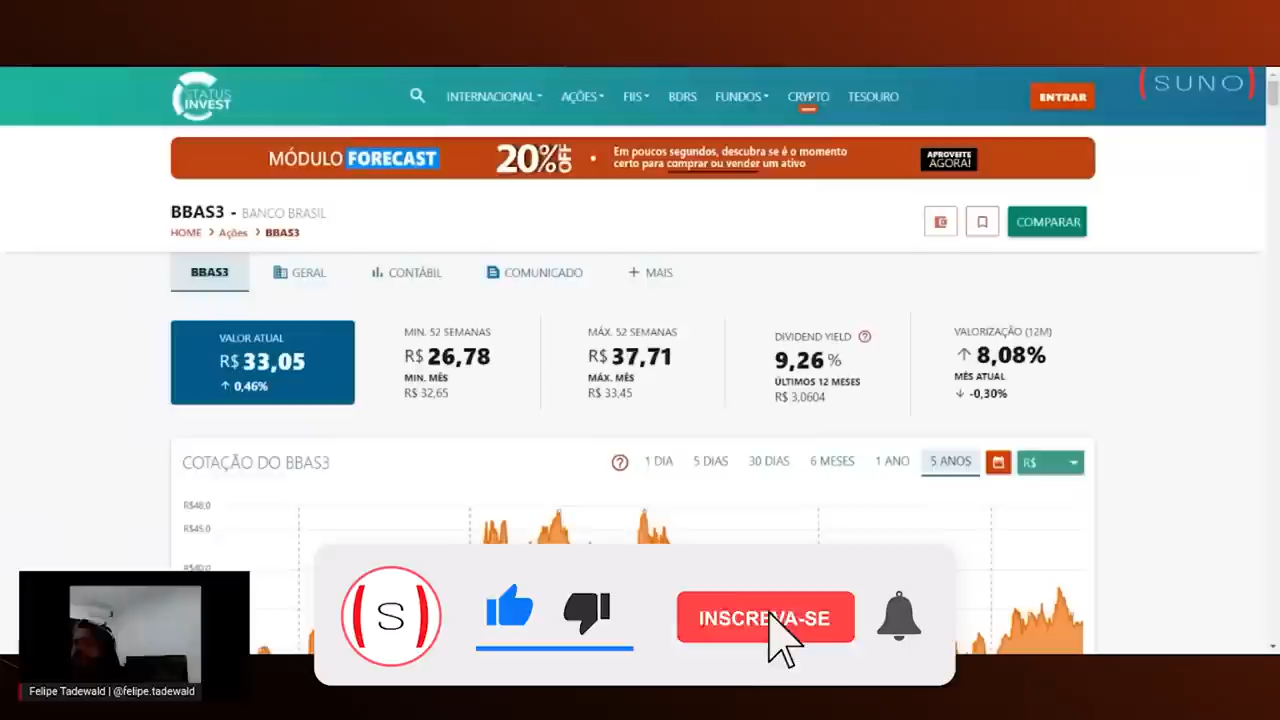 STATUS
INVEST
INTERNACIONAL
AÇÕES
FIIS
BDRS
FUNDOS
CRYPTO
TESOURO
ENTRAR
(SUNO)
MÓDULO FORECAST
20% OFF
Em poucos segundos, descubra se é o momento
certo para comprar ou vender um ativo
APROVEITE
AGORA!
BBAS3 - BANCO BRASIL
HOME > Ações > BBAS3
COMPARAR
BBAS3
GERAL
CONTÁBIL
COMUNICADO
+ MAIS
VALOR ATUAL
R$ 33,05
↑ 0,46%
MIN. 52 SEMANAS
R$ 26,78
MIN. MÊS
R$ 32,65
MÁX. 52 SEMANAS
R$ 37,71
MÁX. MÊS
R$ 33,45
DIVIDEND YIELD ?
9,26 %
ÚLTIMOS 12 MESES
R$ 3,0604
VALORIZAÇÃO (12M)
↑ 8,08%
MÊS ATUAL
↓ -0,30%
COTAÇÃO DO BBAS3
?
1 DIA
5 DIAS
30 DIAS
6 MESES
1 ANO
5 ANOS
R$
R$48,0
R$45,0
R$40,0
(S)
INSCREVA-SE
Felipe Tadewald | @felipe.tadewald